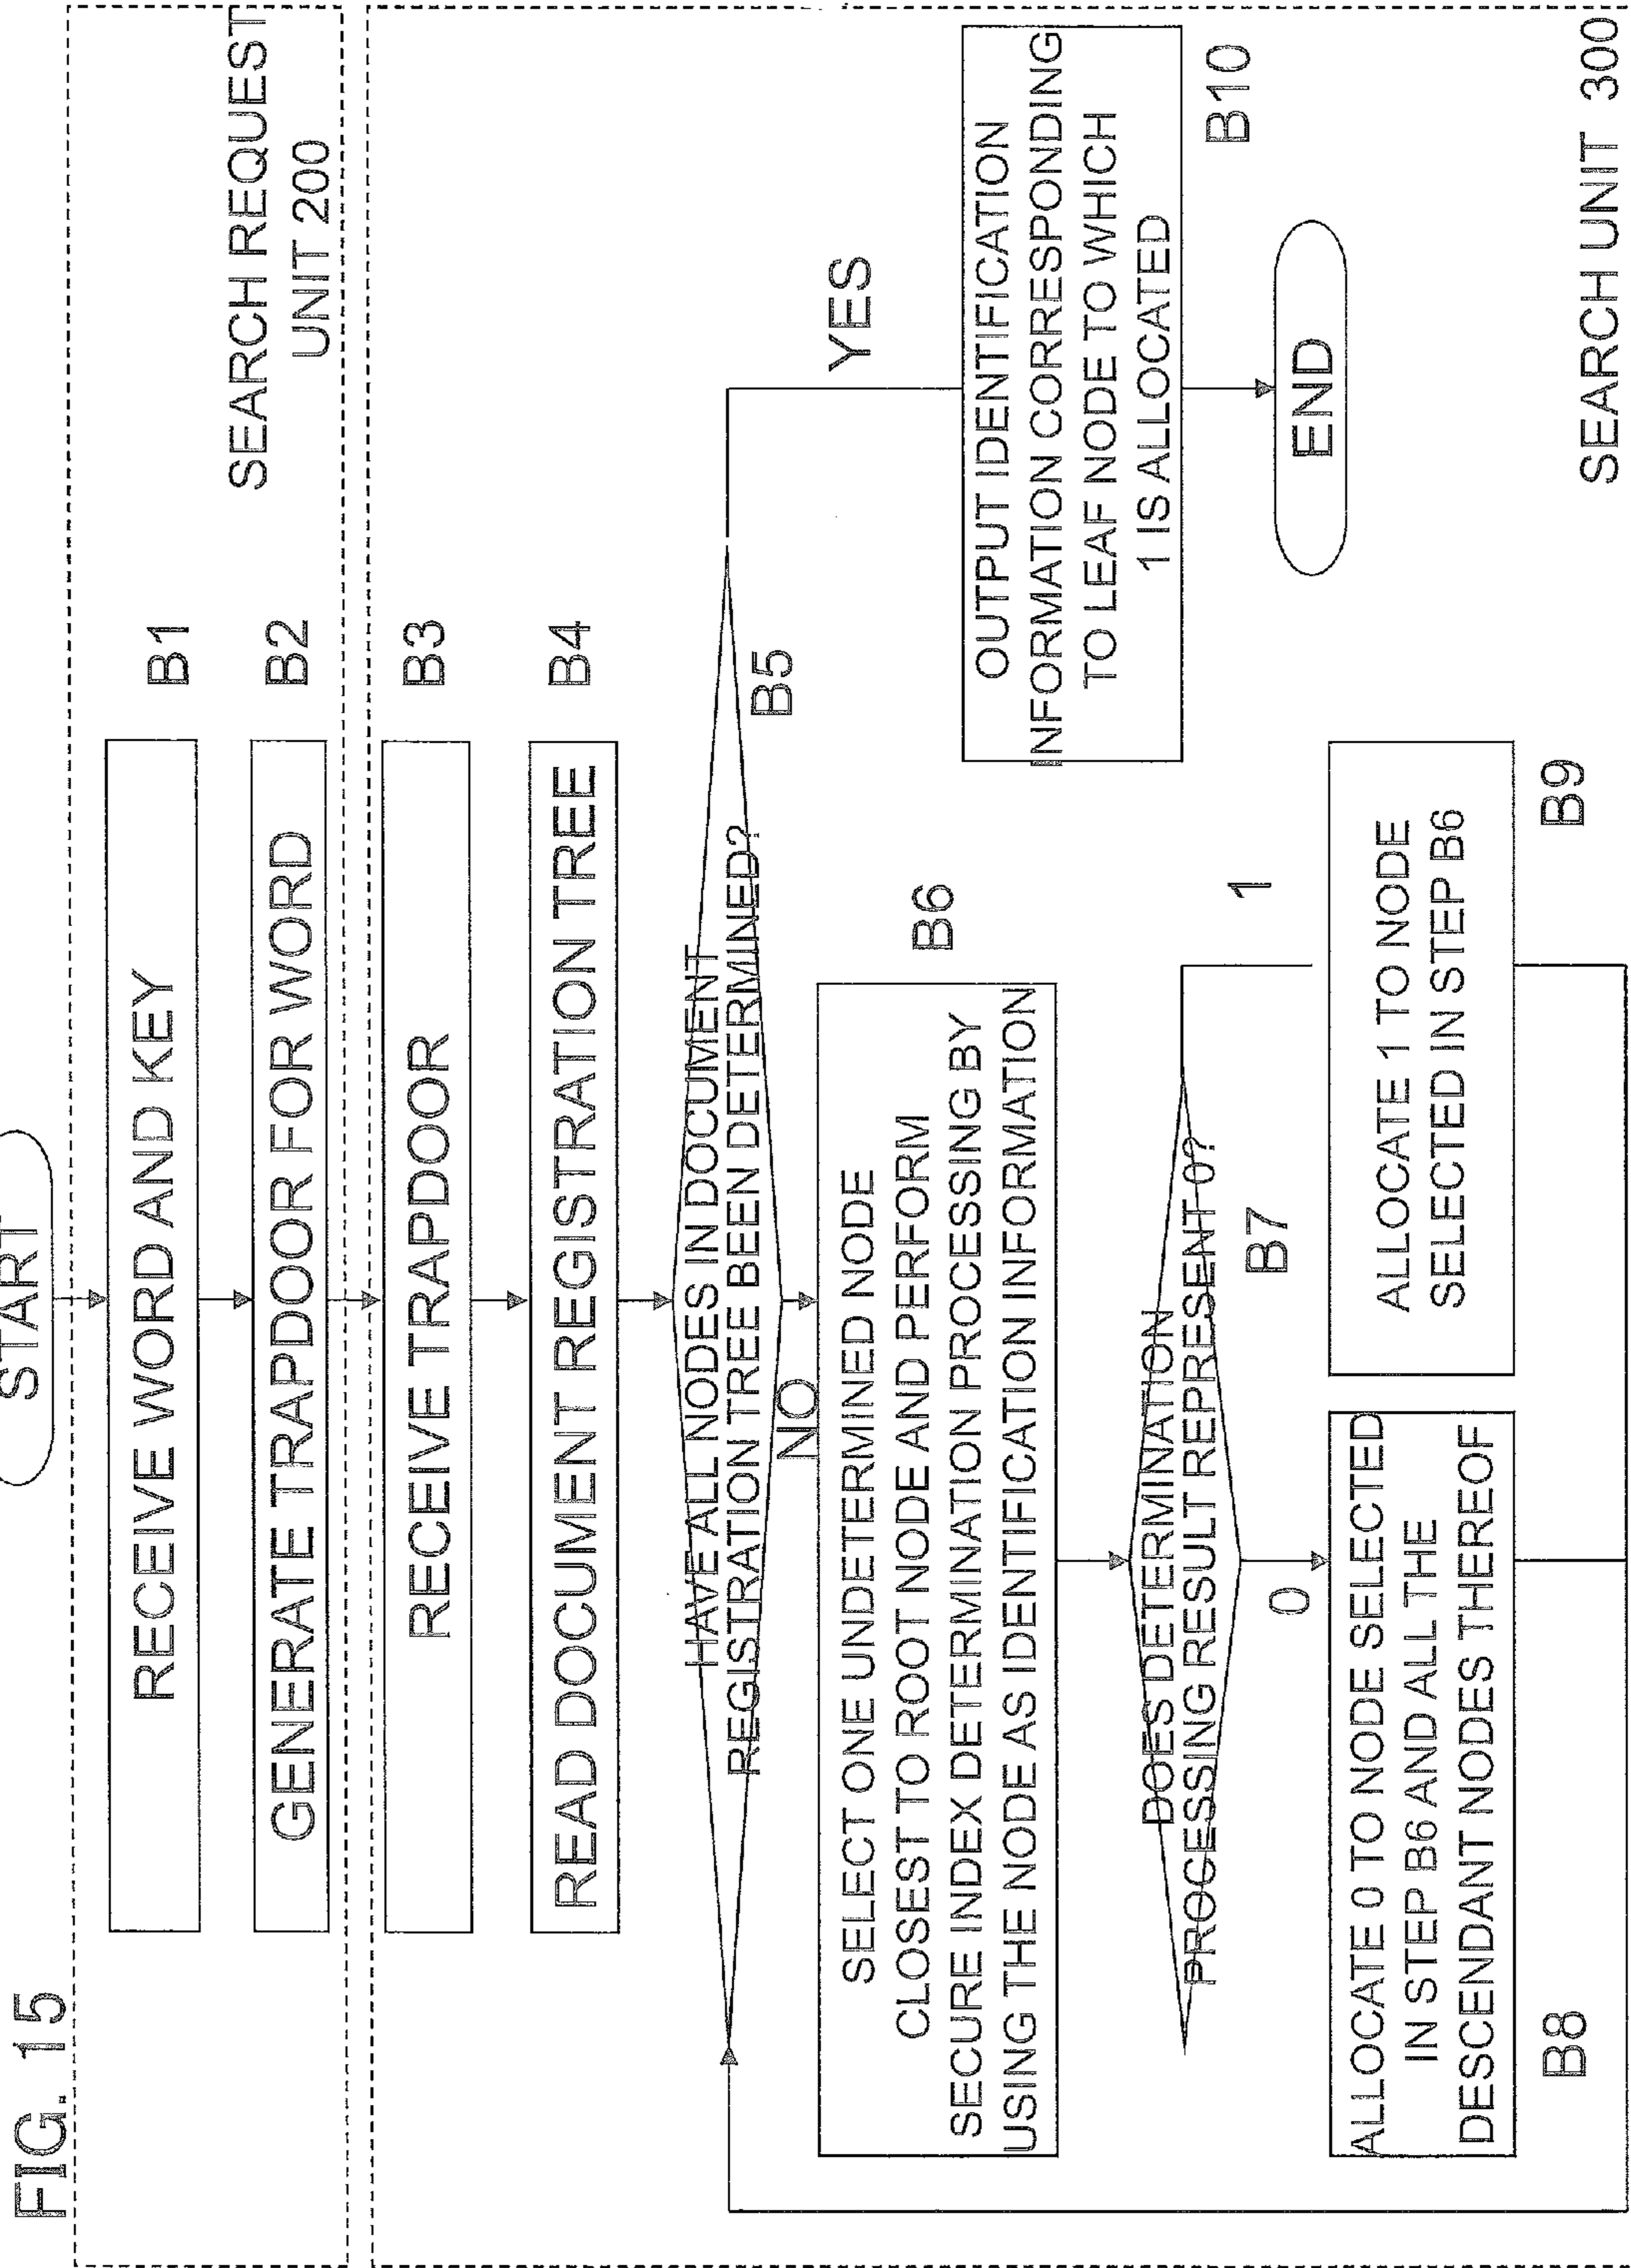 FIG. 15
START
RECEIVE WORD AND KEY
B1
GENERATE TRAPDOOR FOR WORD
B2
SEARCH REQUEST
UNIT 200
RECEIVE TRAPDOOR
B3
READ DOCUMENT REGISTRATION TREE
B4
HAVE ALL NODES IN DOCUMENT
REGISTRATION TREE BEEN DETERMINED?
B5
YES
NO
SELECT ONE UNDETERMINED NODE
CLOSEST TO ROOT NODE AND PERFORM
SECURE INDEX DETERMINATION PROCESSING BY
USING THE NODE AS IDENTIFICATION INFORMATION
B6
OUTPUT IDENTIFICATION
INFORMATION CORRESPONDING
TO LEAF NODE TO WHICH
1 IS ALLOCATED
B10
DOES DETERMINATION
PROCESSING RESULT REPRESENT 0?
B7
1
0
END
ALLOCATE 0 TO NODE SELECTED
IN STEP B6 AND ALL THE
DESCENDANT NODES THEREOF
B8
ALLOCATE 1 TO NODE
SELECTED IN STEP B6
B9
SEARCH UNIT 300